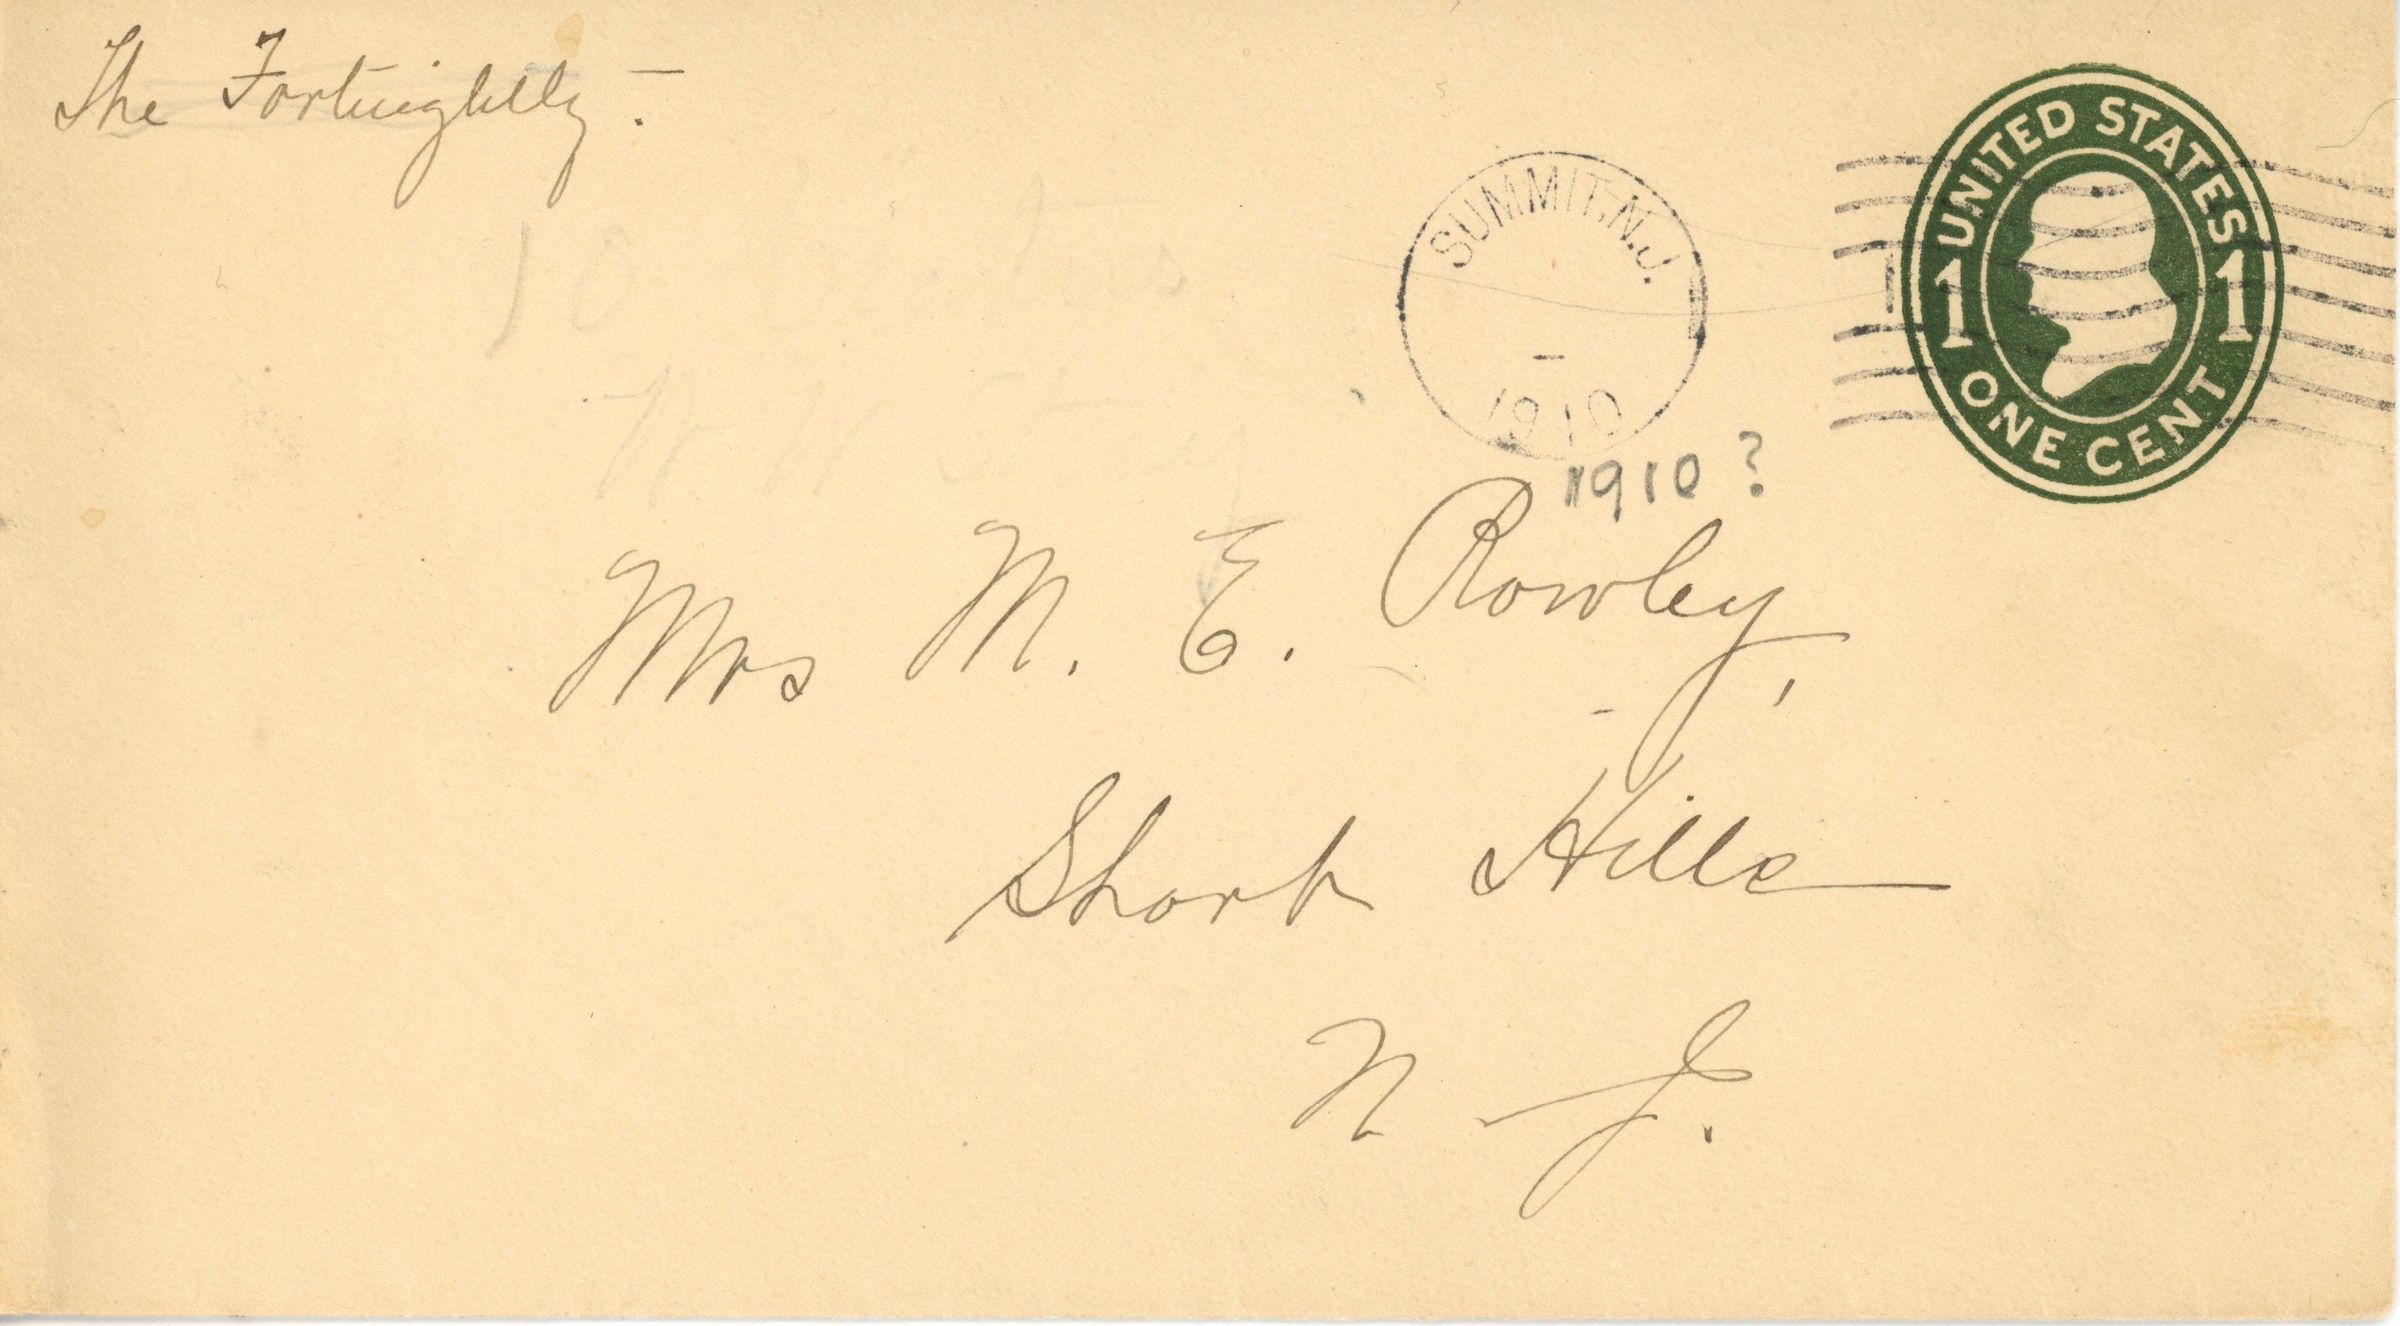 The Fortnightly.
UNITED STATES
1 1
ONE CENT
SUMMIT, N.J.
1910
1910?
Mrs M. E. Rowley,
Short Hills
N J.